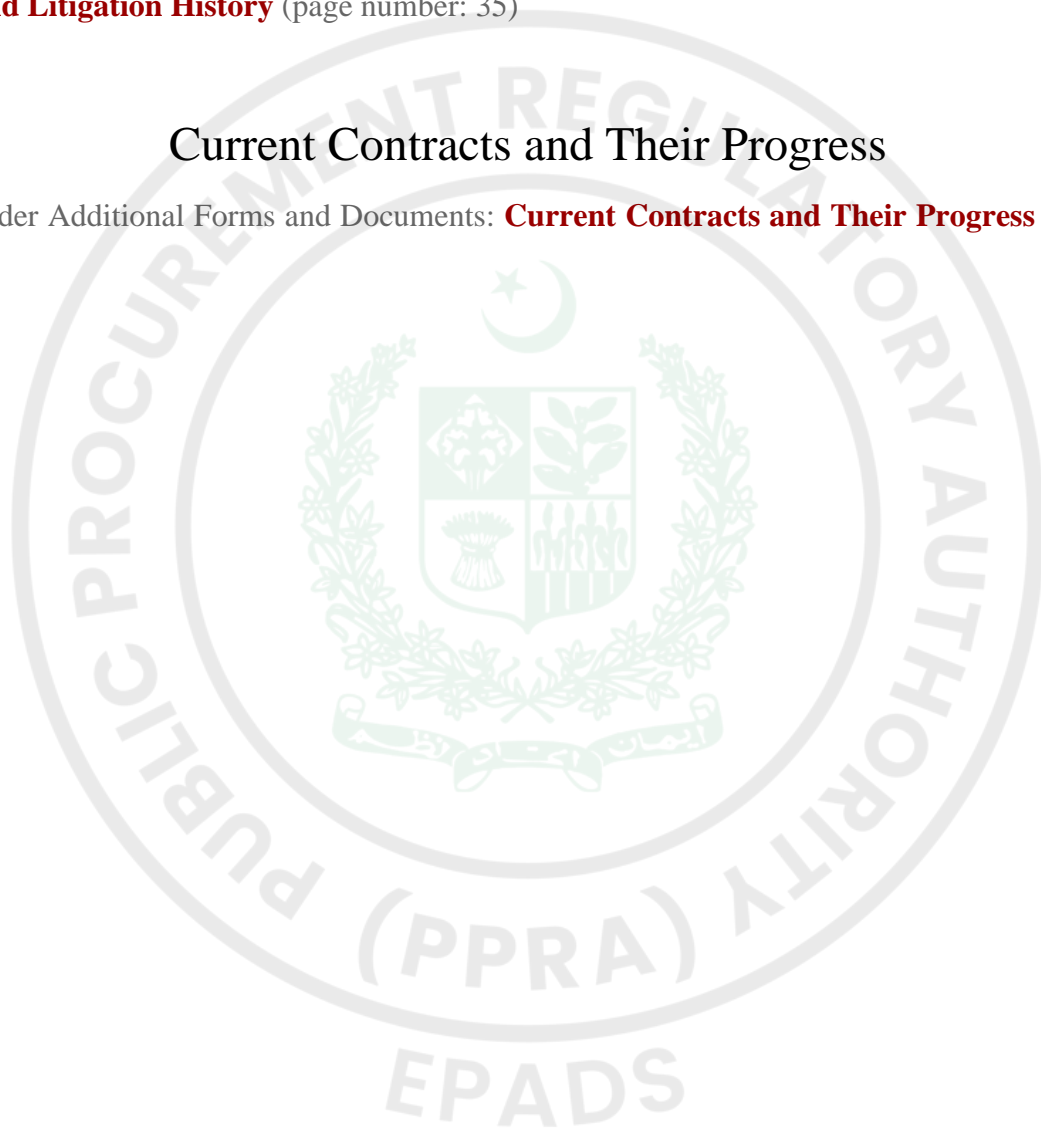 d Litigation History (page number: 35)
Current Contracts and Their Progress
der Additional Forms and Documents: Current Contracts and Their Progress
PUBLIC PROCUREMENT REGULATORY AUTHORITY
(PPRA)
EPADS